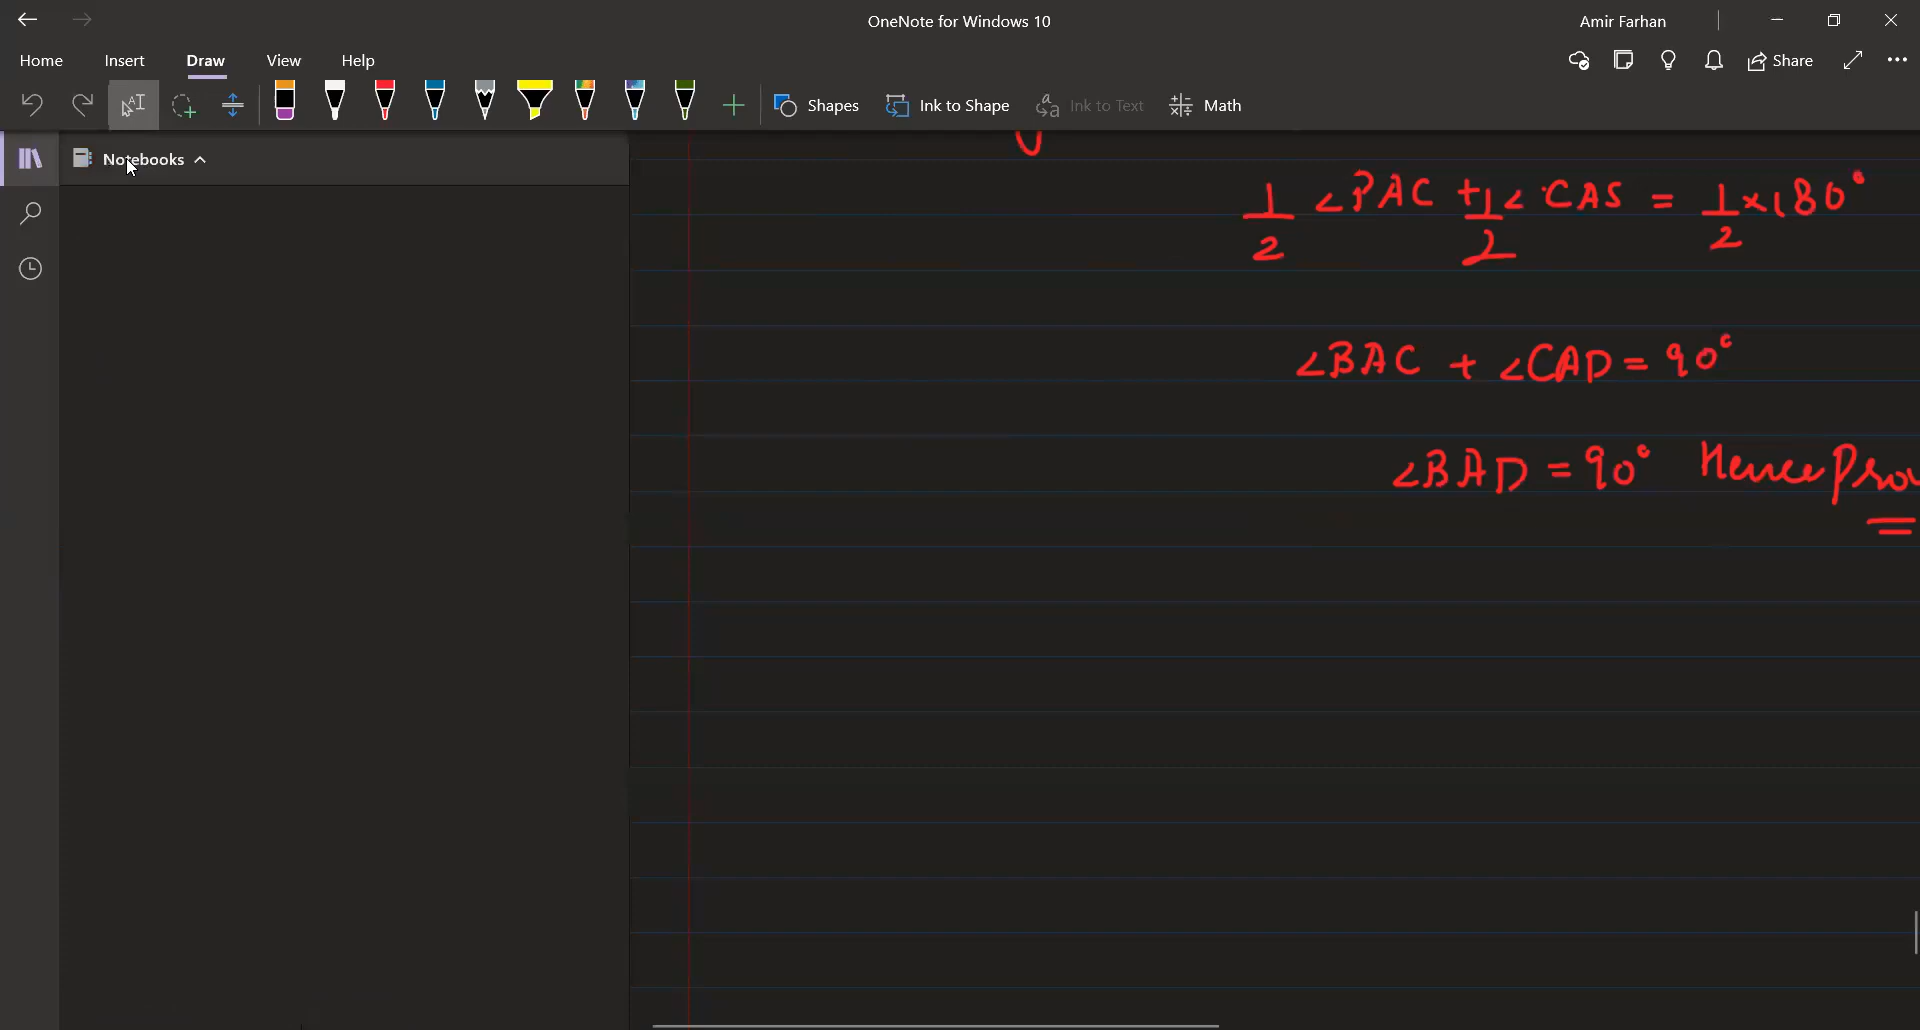 OneNote for Windows 10
Amir Farhan
Home Insert Draw View Help
Share
Shapes Ink to Shape Ink to Text Math
Notebooks
1/2 ∠PAC + 1/2 ∠CAS = 1/2 × 180°
∠BAC + ∠CAD = 90°
∠BAD = 90° Hence